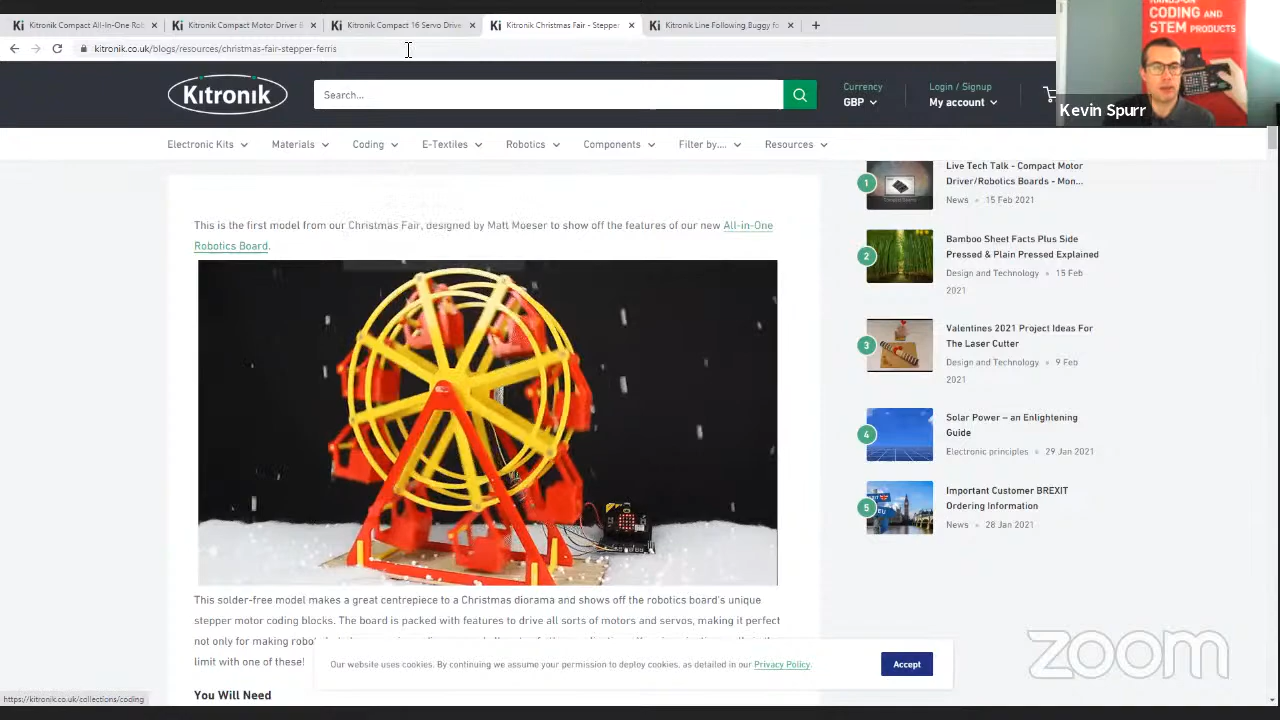 Kitronik Compact All-In-One Rob
Kitronik Compact Motor Driver
Kitronik Compact 16 Servo Drive
Kitronik Christmas Fair - Stepper
Kitronik Line Following Buggy fo
kitronik.co.uk/blogs/resources/christmas-fair-stepper-ferris
CODING AND
STEM PRODUCTS
Kevin Spurr
Kitronik
Search...
Currency
GBP
Login / Signup
My account
Electronic Kits
Materials
Coding
E-Textiles
Robotics
Components
Filter by....
Resources
This is the first model from our Christmas Fair, designed by Matt Moeser to show off the features of our new All-in-One
Robotics Board.
1
Live Tech Talk - Compact Motor
Driver/Robotics Boards - Mon...
News • 15 Feb 2021
2
Bamboo Sheet Facts Plus Side
Pressed & Plain Pressed Explained
Design and Technology • 15 Feb
2021
3
Valentines 2021 Project Ideas For
The Laser Cutter
Design and Technology • 9 Feb
2021
4
Solar Power – an Enlightening
Guide
Electronic principles • 29 Jan 2021
5
Important Customer BREXIT
Ordering Information
News • 28 Jan 2021
This solder-free model makes a great centrepiece to a Christmas diorama and shows off the robotics board's unique
stepper motor coding blocks. The board is packed with features to drive all sorts of motors and servos, making it perfect
not only for making
limit with one of these!
You Will Need
Our website uses cookies. By continuing we assume your permission to deploy cookies, as detailed in our Privacy Policy.
Accept
zoom
https://kitronik.co.uk/collections/coding